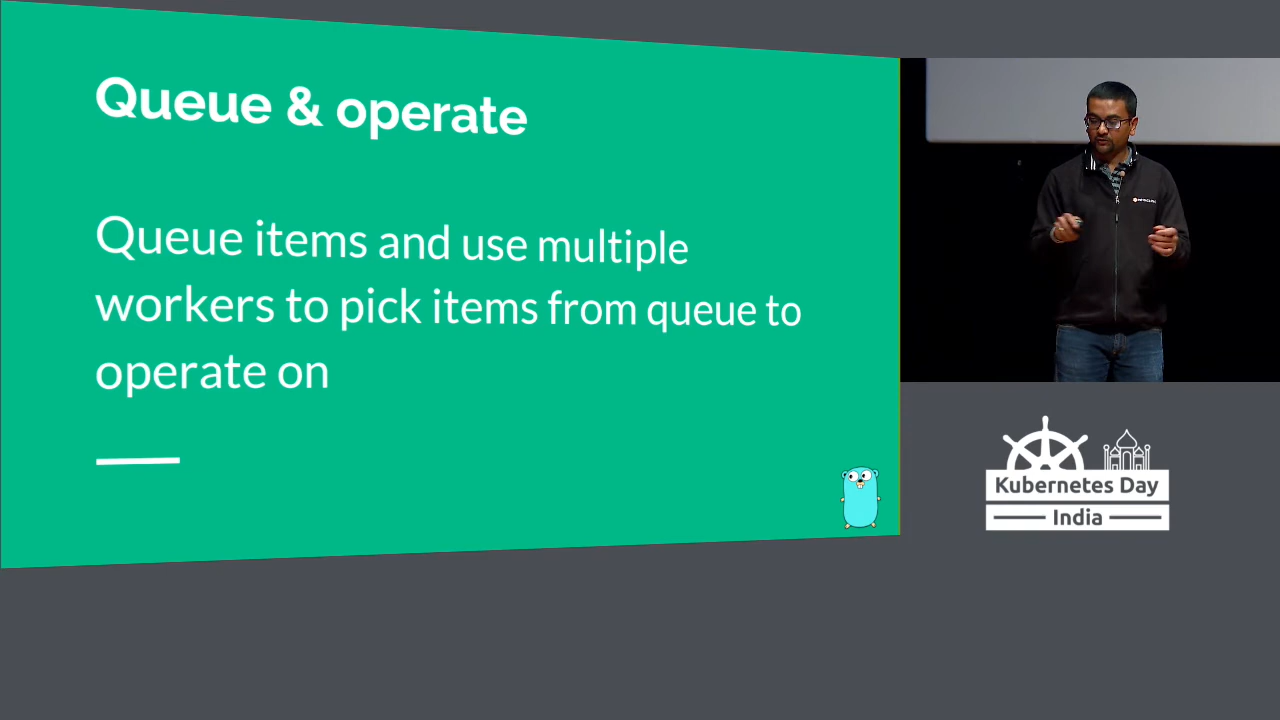 Queue & operate
Queue items and use multiple
workers to pick items from queue to
operate on
Kubernetes Day
India